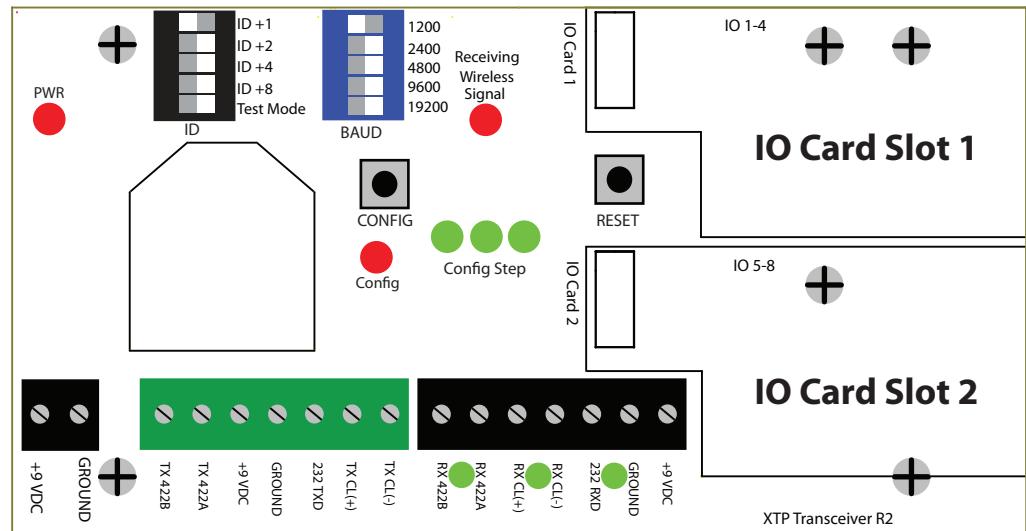 ID +1
ID +2
ID +4
ID +8
Test Mode
ID
1200
2400
4800
9600
19200
BAUD
Receiving
Wireless
Signal
PWR
IO Card 1
IO 1-4
IO Card Slot 1
CONFIG
RESET
Config
Config Step
IO Card 2
IO 5-8
IO Card Slot 2
+9 VDC
GROUND
TX 422B
TX 422A
+9 VDC
GROUND
232 TXD
TX CL(+)
TX CL(-)
RX 422B
RX 422A
RX CL(+)
RX CL(-)
232 RXD
GROUND
+9 VDC
XTP Transceiver R2